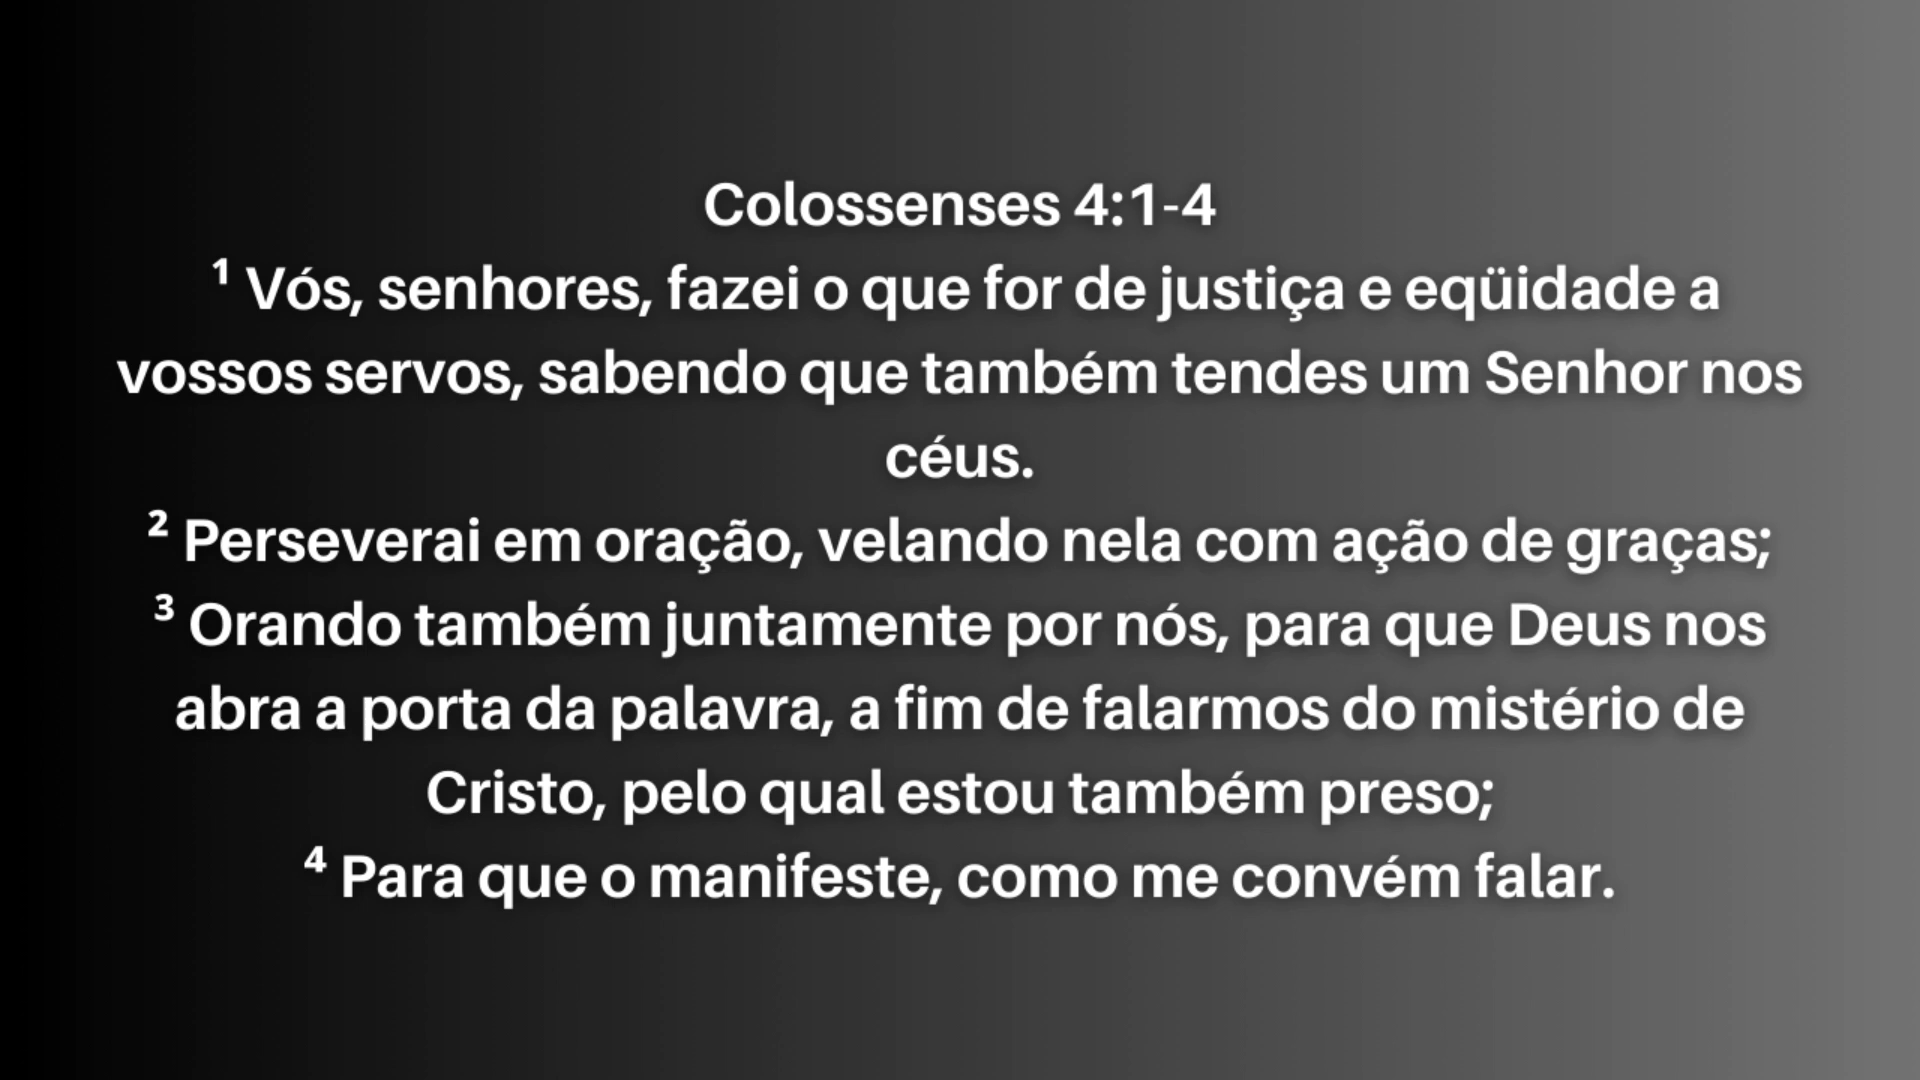 Colossenses 4:1-4
¹ Vós, senhores, fazei o que for de justiça e eqüidade a
vossos servos, sabendo que também tendes um Senhor nos
céus.
² Perseverai em oração, velando nela com ação de graças;
³ Orando também juntamente por nós, para que Deus nos
abra a porta da palavra, a fim de falarmos do mistério de
Cristo, pelo qual estou também preso;
⁴ Para que o manifeste, como me convém falar.